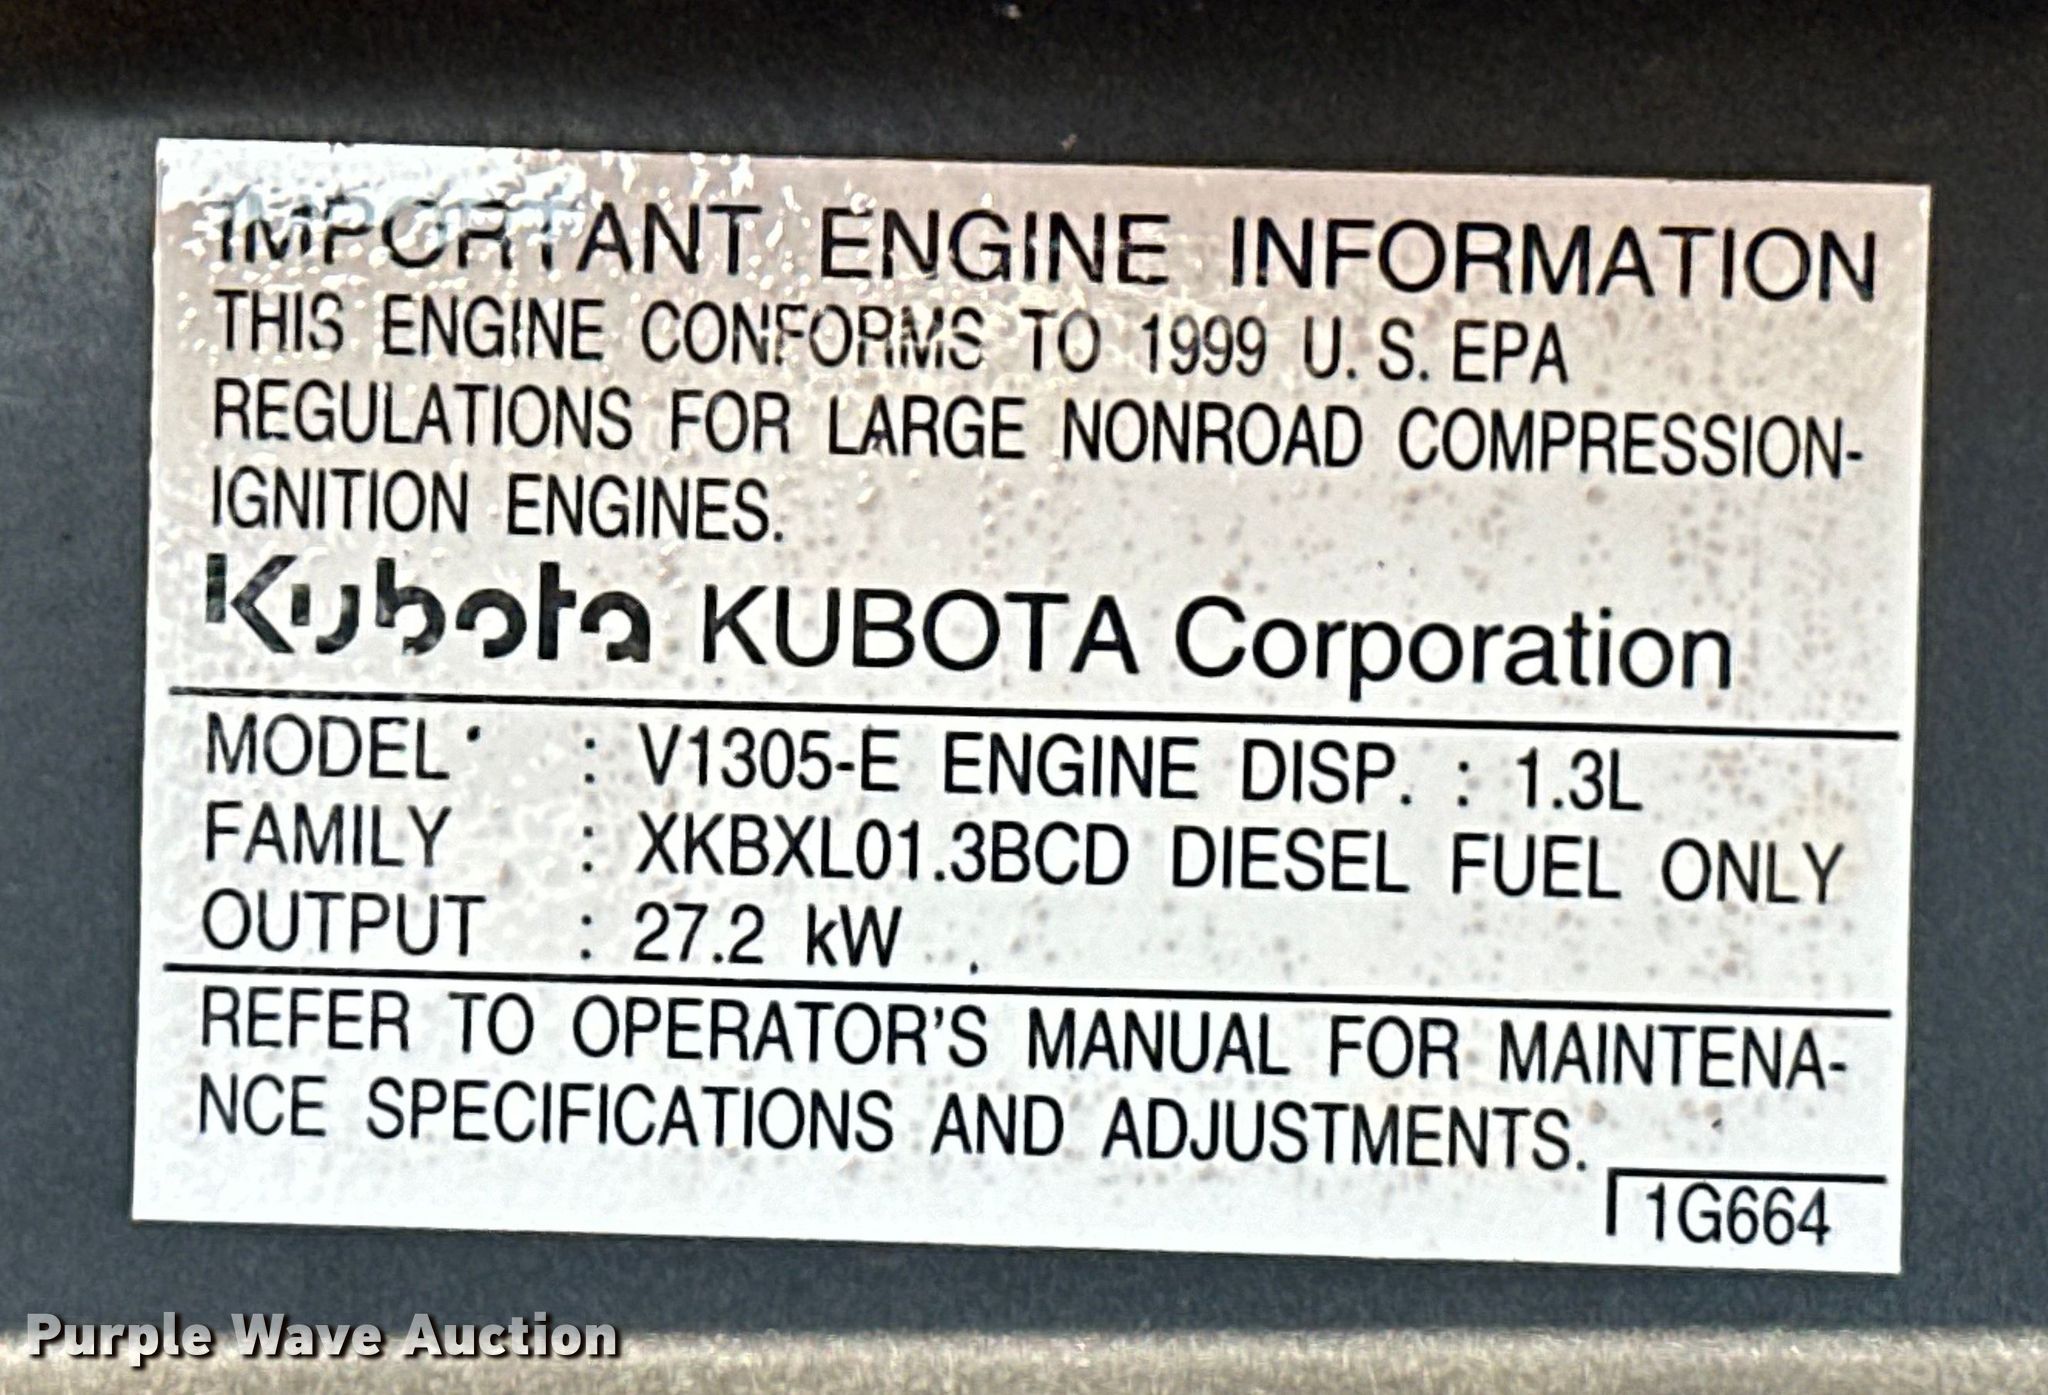 IMPORTANT ENGINE INFORMATION
THIS ENGINE CONFORMS TO 1999 U. S. EPA
REGULATIONS FOR LARGE NONROAD COMPRESSION-
IGNITION ENGINES.
Kubota KUBOTA Corporation
MODEL : V1305-E ENGINE DISP. : 1.3L
FAMILY : XKBXL01.3BCD DIESEL FUEL ONLY
OUTPUT : 27.2 kW
REFER TO OPERATOR'S MANUAL FOR MAINTENA-
NCE SPECIFICATIONS AND ADJUSTMENTS.
1G664
Purple Wave Auction